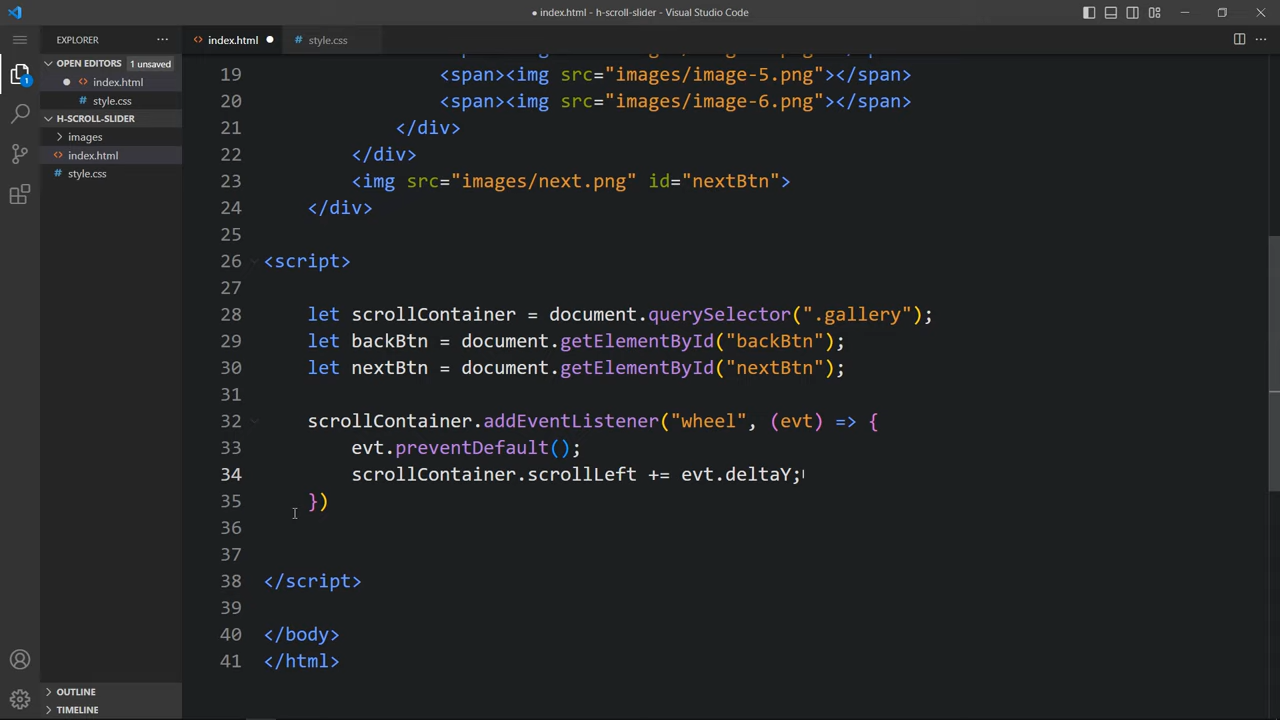 ● index.html - h-scroll-slider - Visual Studio Code
EXPLORER
index.html
style.css
OPEN EDITORS 1 unsaved
index.html
style.css
H-SCROLL-SLIDER
images
index.html
style.css
1
19 <span><img src="images/image-5.png"></span>
20 <span><img src="images/image-6.png"></span>
21 </div>
22 </div>
23 <img src="images/next.png" id="nextBtn">
24 </div>
25
26 <script>
27
28 let scrollContainer = document.querySelector(".gallery");
29 let backBtn = document.getElementById("backBtn");
30 let nextBtn = document.getElementById("nextBtn");
31
32 scrollContainer.addEventListener("wheel", (evt) => {
33 evt.preventDefault();
34 scrollContainer.scrollLeft += evt.deltaY;
35 })
36
37
38 </script>
39
40 </body>
41 </html>
OUTLINE
TIMELINE